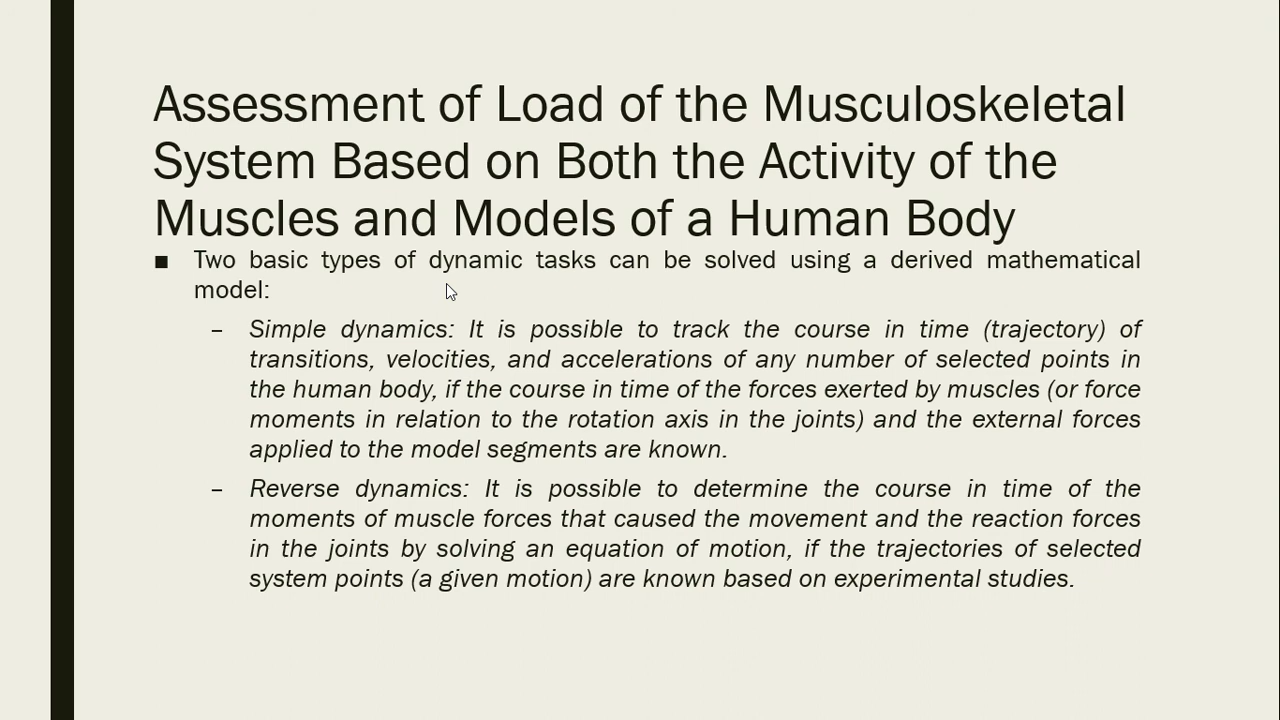 Assessment of Load of the Musculoskeletal
System Based on Both the Activity of the
Muscles and Models of a Human Body
■ Two basic types of dynamic tasks can be solved using a derived mathematical
model:
– Simple dynamics: It is possible to track the course in time (trajectory) of
transitions, velocities, and accelerations of any number of selected points in
the human body, if the course in time of the forces exerted by muscles (or force
moments in relation to the rotation axis in the joints) and the external forces
applied to the model segments are known.
– Reverse dynamics: It is possible to determine the course in time of the
moments of muscle forces that caused the movement and the reaction forces
in the joints by solving an equation of motion, if the trajectories of selected
system points (a given motion) are known based on experimental studies.